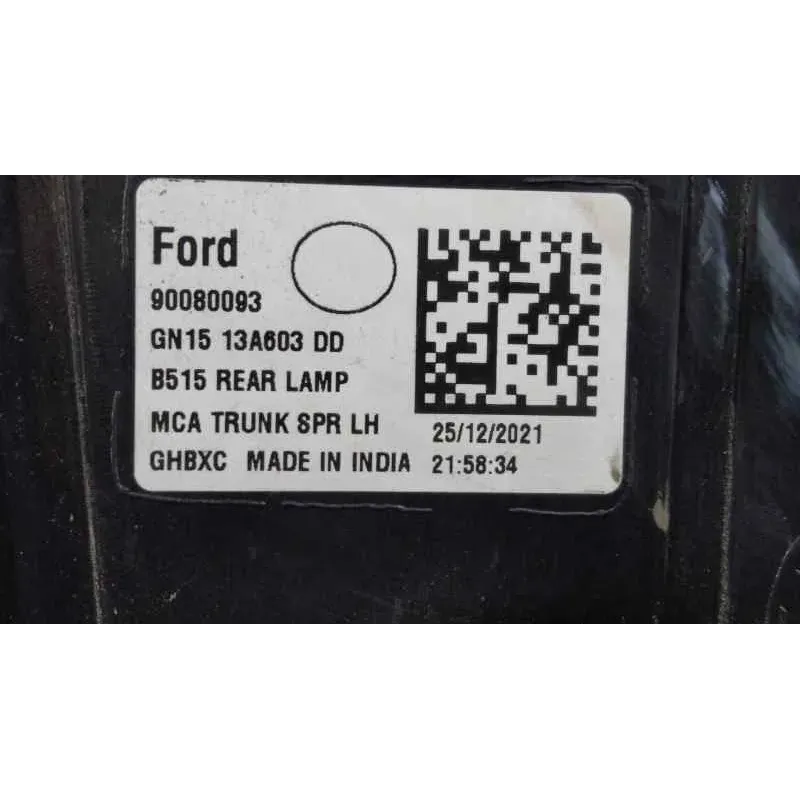 Ford
90080093
GN15 13A603 DD
B515 REAR LAMP
MCA TRUNK SPR LH
25/12/2021
GHBXC MADE IN INDIA
21:58:34